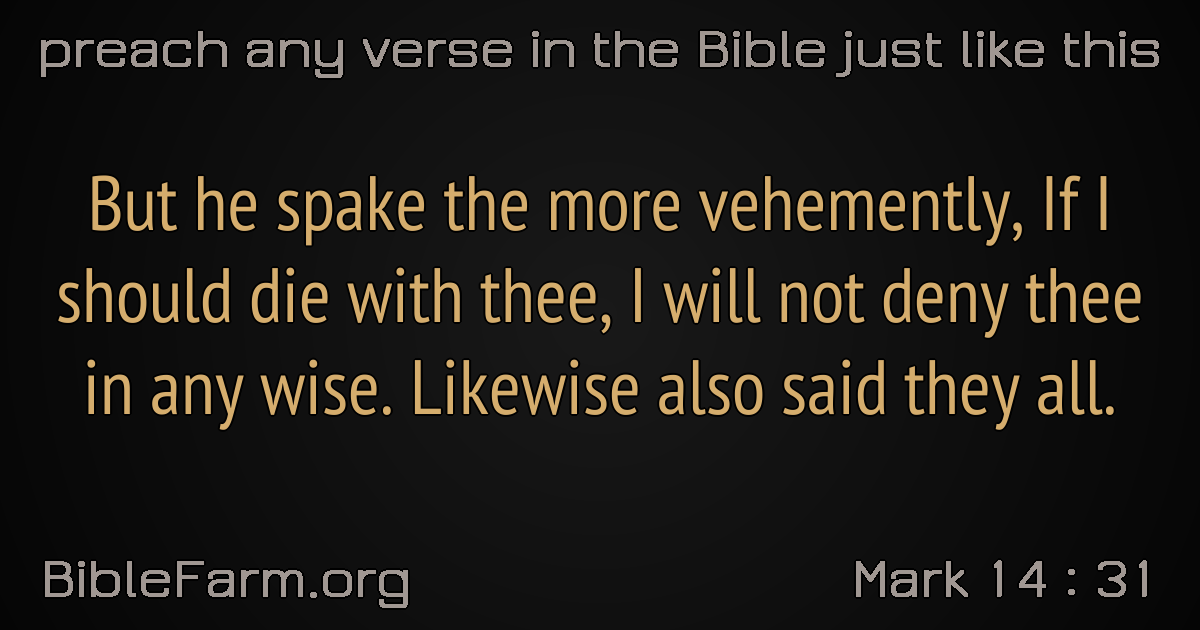 preach any verse in the Bible just like this
But he spake the more vehemently, If I
should die with thee, I will not deny thee
in any wise. Likewise also said they all.
BibleFarm.org
Mark 14 : 31